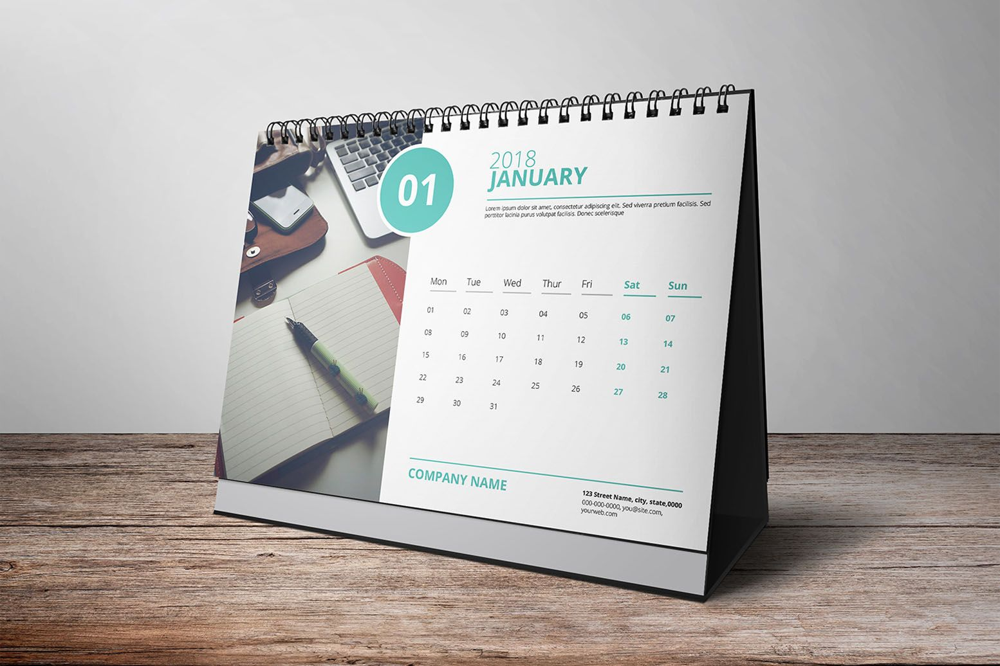 01
2018
JANUARY
Lorem ipsum dolor sit amet, consectetur adipiscing elit. Sed viverra pretium facilisis. Sed
porttitor lacinia purus volutpat facilisis. Donec scelerisque
Mon Tue Wed Thur Fri Sat Sun
01 02 03 04 05 06 07
08 09 10 11 12 13 14
15 16 17 18 19 20 21
22 23 24 25 26 27 28
29 30 31
COMPANY NAME
123 Street Name, city, state,0000
000-000-0000, you@site.com,
yourweb.com